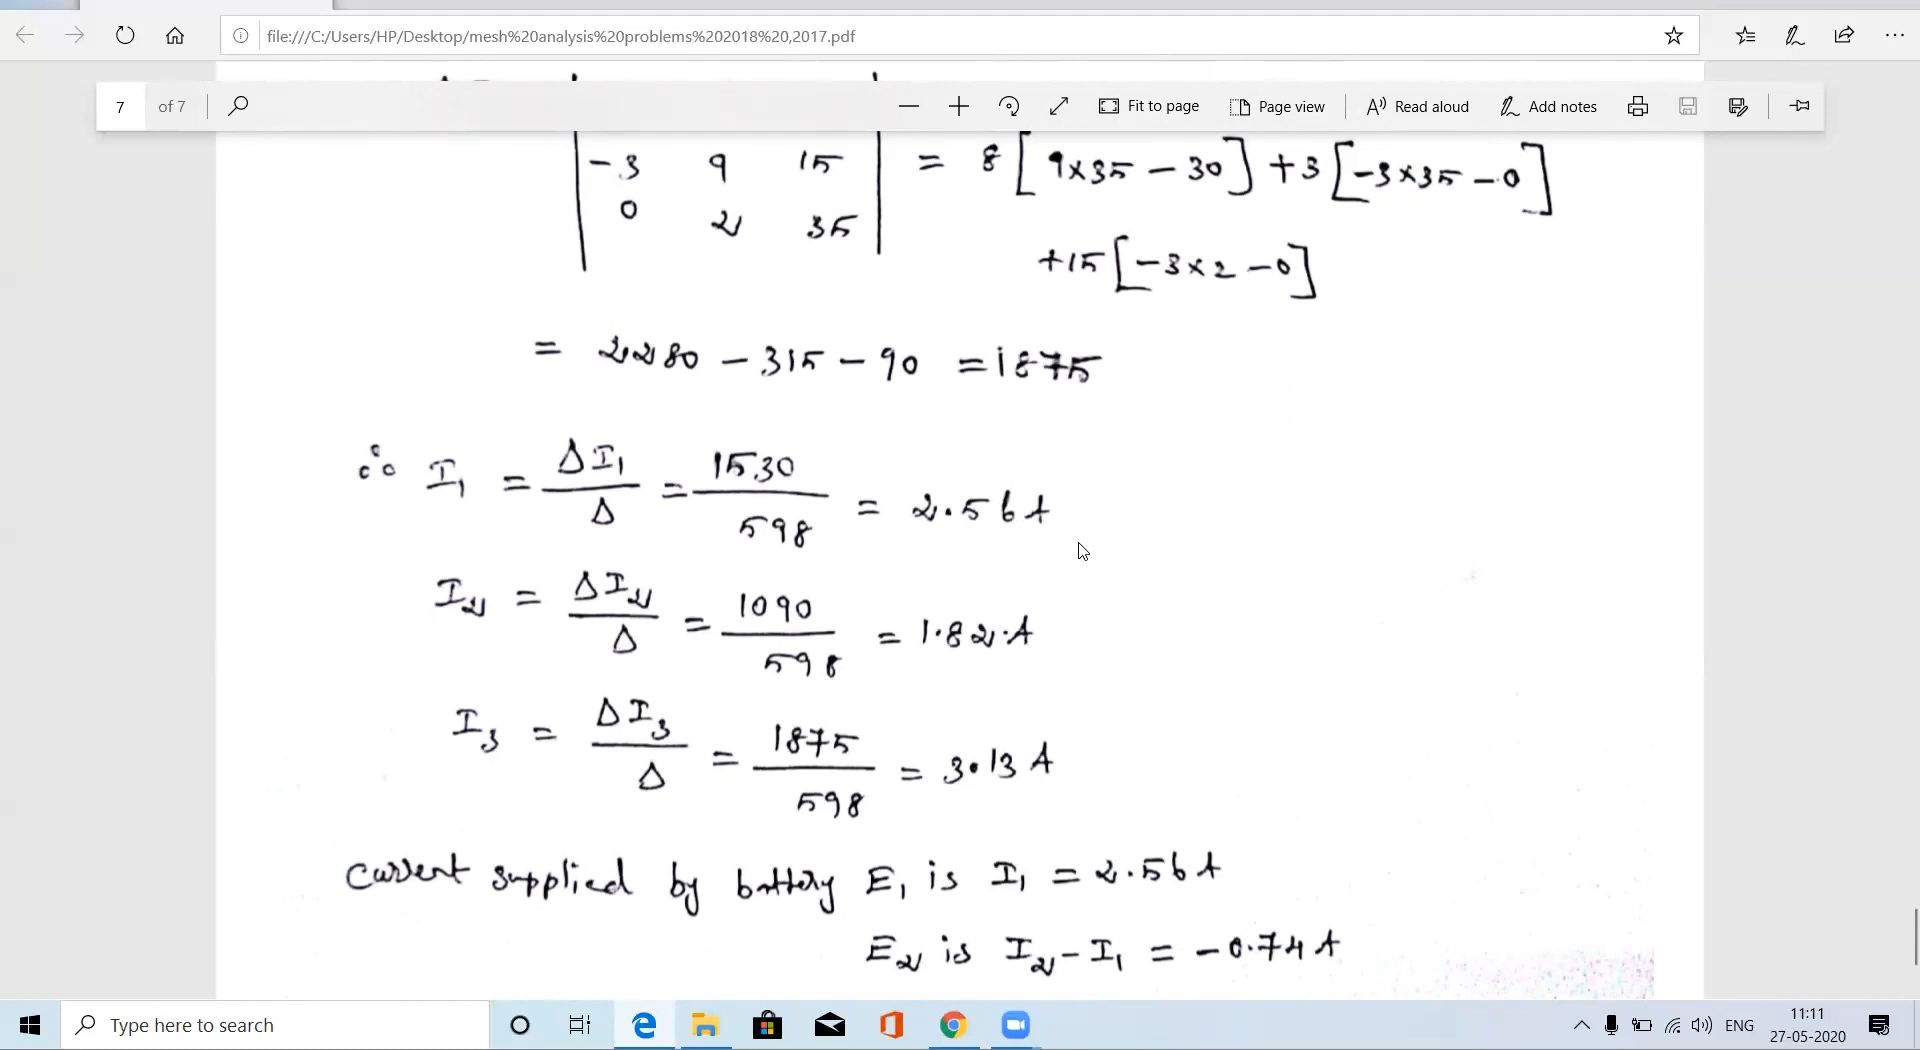 file:///C:/Users/HP/Desktop/mesh%20analysis%20problems%202018%20,2017.pdf
7 of 7 Fit to page Page view Read aloud Add notes
-3 9 15 = 8 [9×35 - 30] +3 [-3×35 - 0]
0 2 35
+15 [-3×2 - 0]
= 2280 - 315 - 90 = 1875
∴ I₁ = ΔI₁/Δ = 1530/598 = 2.56 A
I₂ = ΔI₂/Δ = 1090/598 = 1.82 A
I₃ = ΔI₃/Δ = 1875/598 = 3.13 A
Current supplied by battery E₁ is I₁ = 2.56 A
E₂ is I₂ - I₁ = -0.74 A
Type here to search
ENG
11:11
27-05-2020